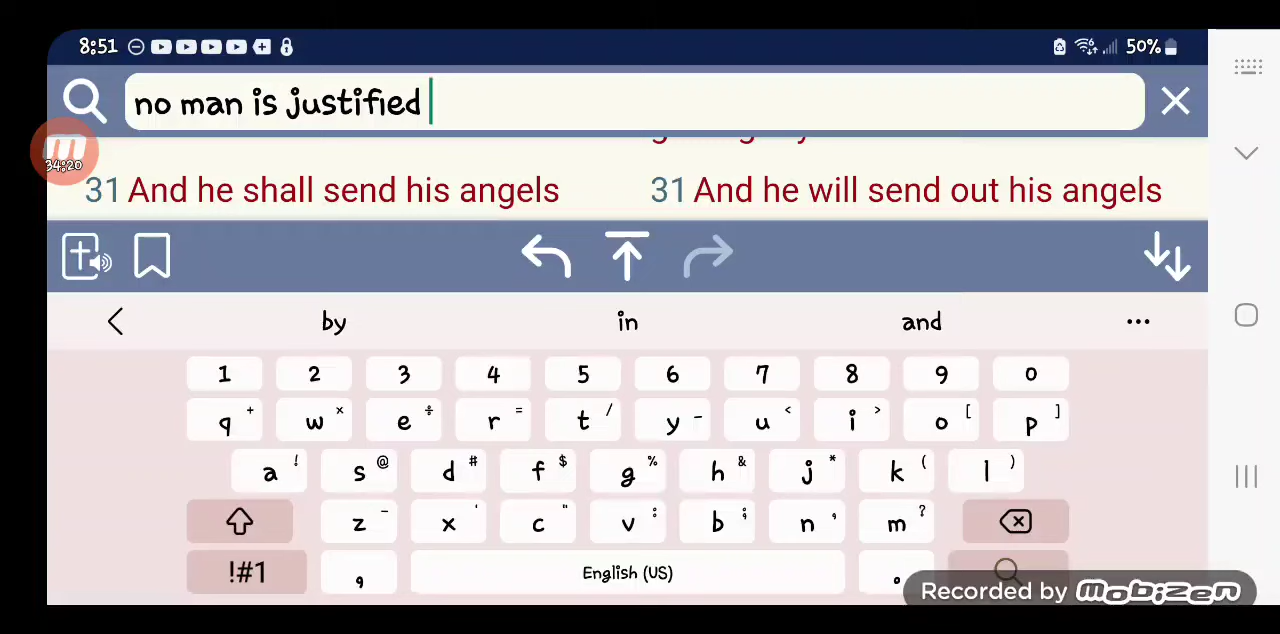 8:51 50%
no man is justified
34:20
31 And he shall send his angels 31 And he will send out his angels
by in and ...
1 2 3 4 5 6 7 8 9 0
q + w × e ÷ r = t / y - u < i > o [ p ]
a ! s @ d # f $ g % h & j * k ( l )
z - x ' c " v : b ; n , m ?
!#1 , English (US) .
Recorded by MOBIZEN